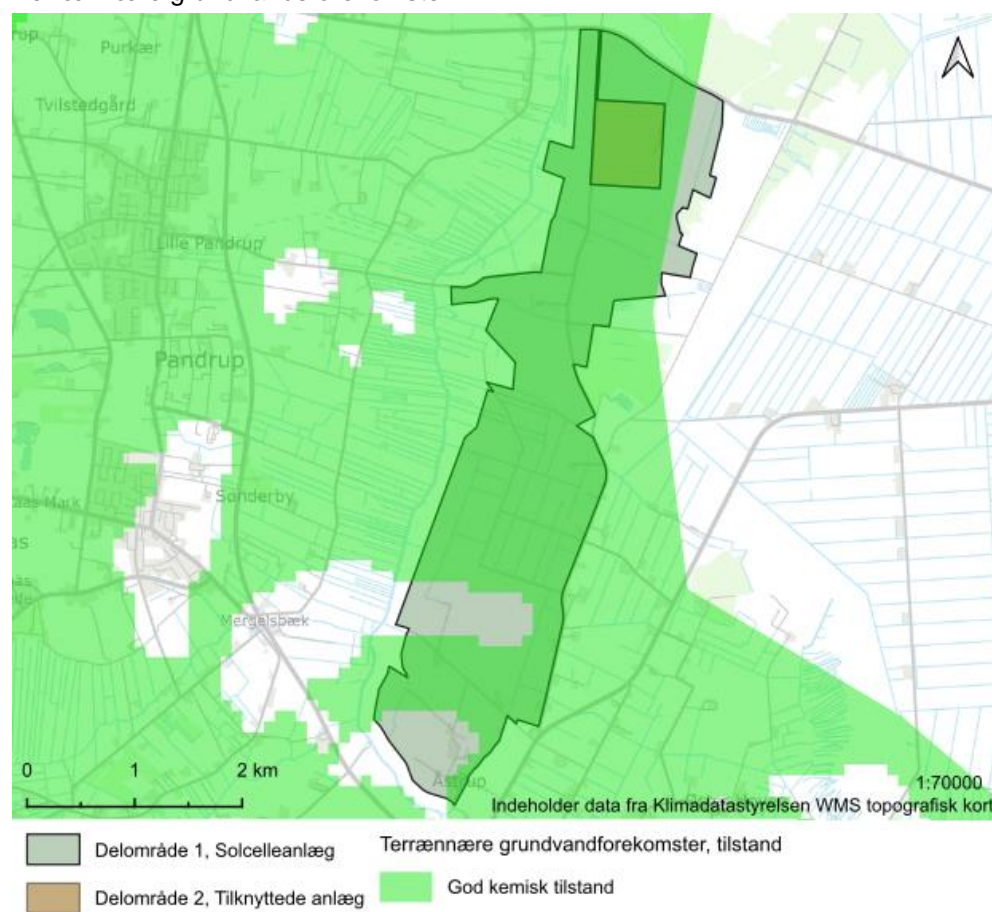 Purkær
Tvilstedgård
Lille Pandrup
Pandrup
Sønderby
Mergelsbæk
Åstrup
0 1 2 km
1:70000
Indeholder data fra Klimadatastyrelsen WMS topografisk kort
Delområde 1, Solcelleanlæg
Terrænnære grundvandforekomster, tilstand
God kemisk tilstand
Delområde 2, Tilknyttede anlæg